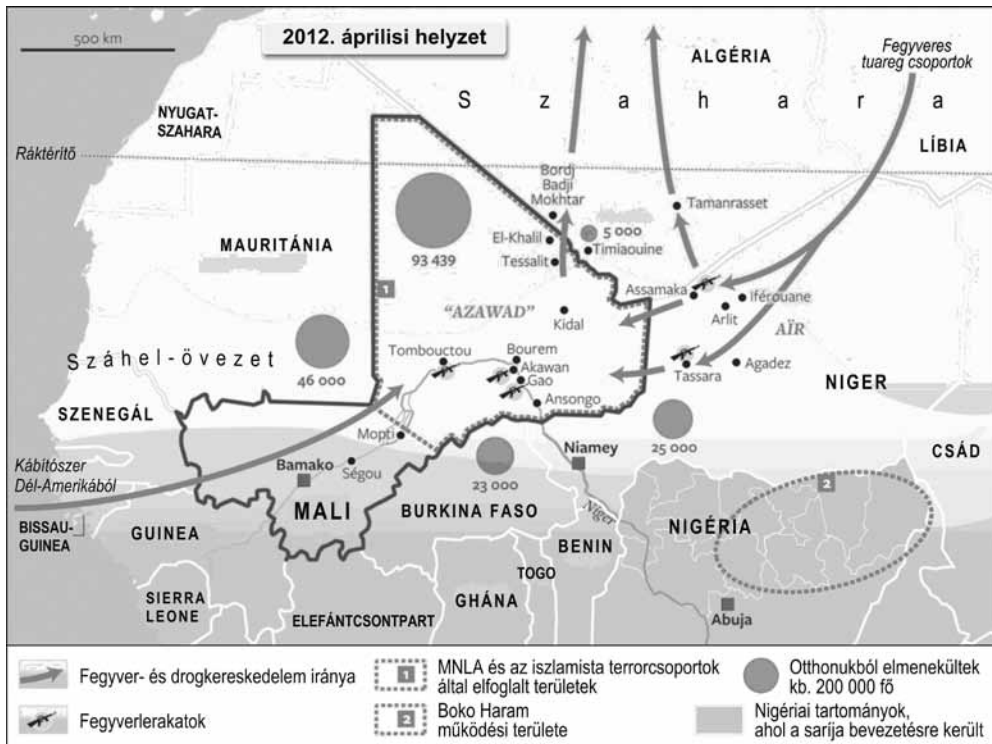 500 km
2012. áprilisi helyzet
ALGÉRIA
Fegyveres
tuareg csoportok
S z a h a r a
NYUGAT-
SZAHARA
LÍBIA
Ráktérítő
Bordj
Badji
Mokhtar
Tamanrasset
93 439
El-Khalil
5 000
Timiaouine
Tessalit
MAURITÁNIA
1
Assamaka
Iférouane
"AZAWAD"
Kidal
Arlit
AÏR
Száhel-övezet
46 000
Tombouctou
Bourem
Akawan
Gao
Tassara
Agadez
NIGER
Ansongo
SZENEGÁL
25 000
Mopti
Niamey
CSÁD
Kábítószer
Dél-Amerikából
Bamako
Ségou
23 000
2
MALI
BURKINA FASO
Niger
NIGÉRIA
BISSAU-
GUINEA
GUINEA
BENIN
TOGO
SIERRA
LEONE
ELEFÁNTCSONTPART
GHÁNA
Abuja
Fegyver- és drogkereskedelem iránya
Fegyverlerakatok
1
MNLA és az iszlamista terrorcsoportok
által elfoglalt területek
2
Boko Haram
működési területe
Otthonukból elmenekültek
kb. 200 000 fő
Nigériai tartományok,
ahol a saríja bevezetésre került